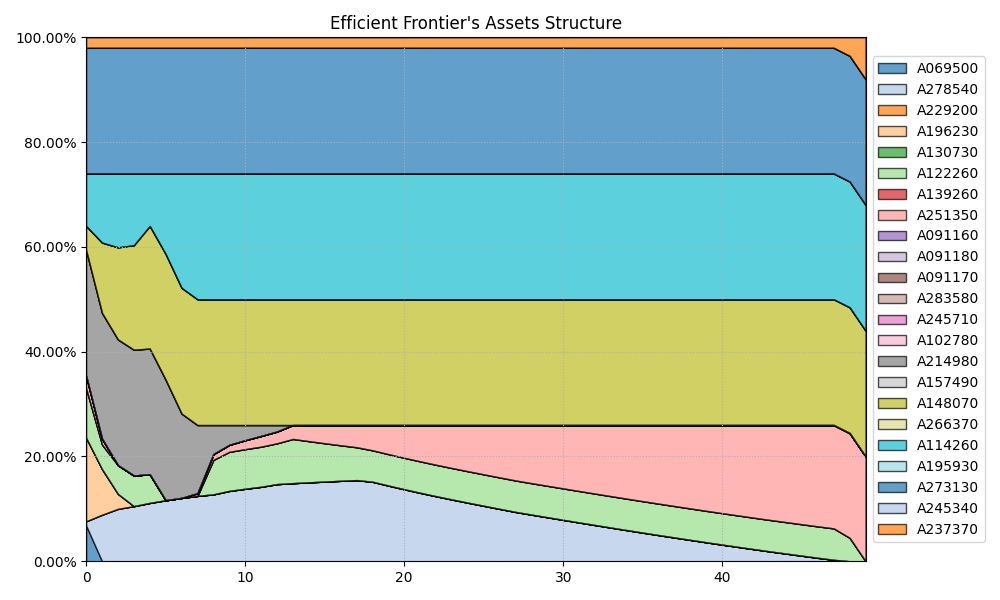 Efficient Frontier's Assets Structure
100.00%
80.00%
60.00%
40.00%
20.00%
0.00%
0
10
20
30
40
A069500
A278540
A229200
A196230
A130730
A122260
A139260
A251350
A091160
A091180
A091170
A283580
A245710
A102780
A214980
A157490
A148070
A266370
A114260
A195930
A273130
A245340
A237370